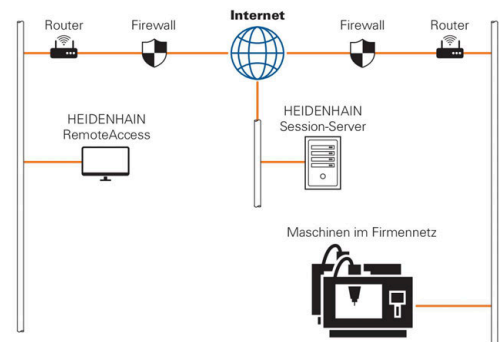 Internet
Router
Firewall
Firewall
Router
HEIDENHAIN
RemoteAccess
HEIDENHAIN
Session-Server
Maschinen im Firmennetz